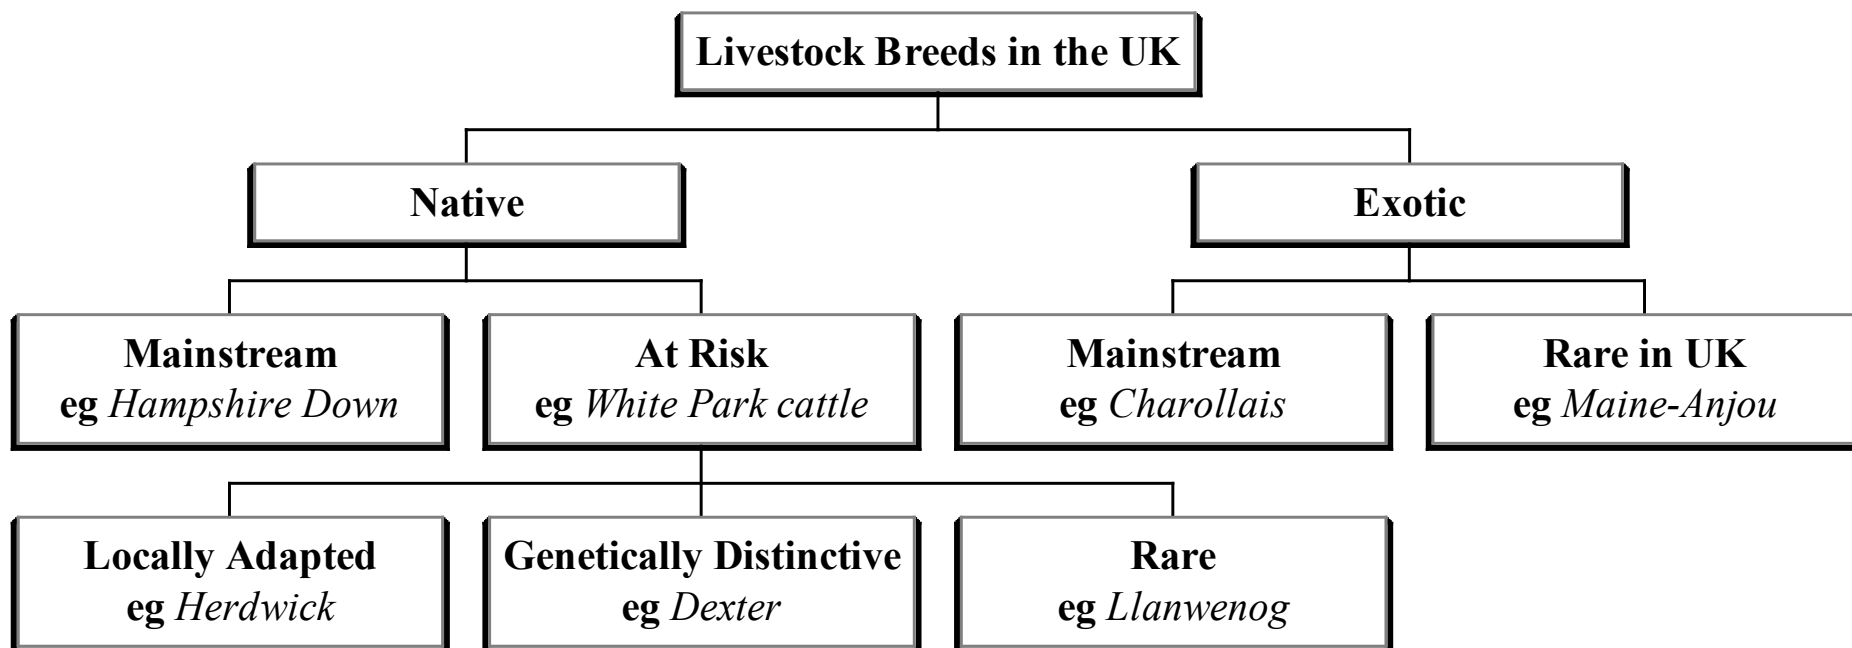 Livestock Breeds in the UK
Native
Exotic
Mainstream
eg Hampshire Down
At Risk
eg White Park cattle
Mainstream
eg Charollais
Rare in UK
eg Maine-Anjou
Locally Adapted
eg Herdwick
Genetically Distinctive
eg Dexter
Rare
eg Llanwenog